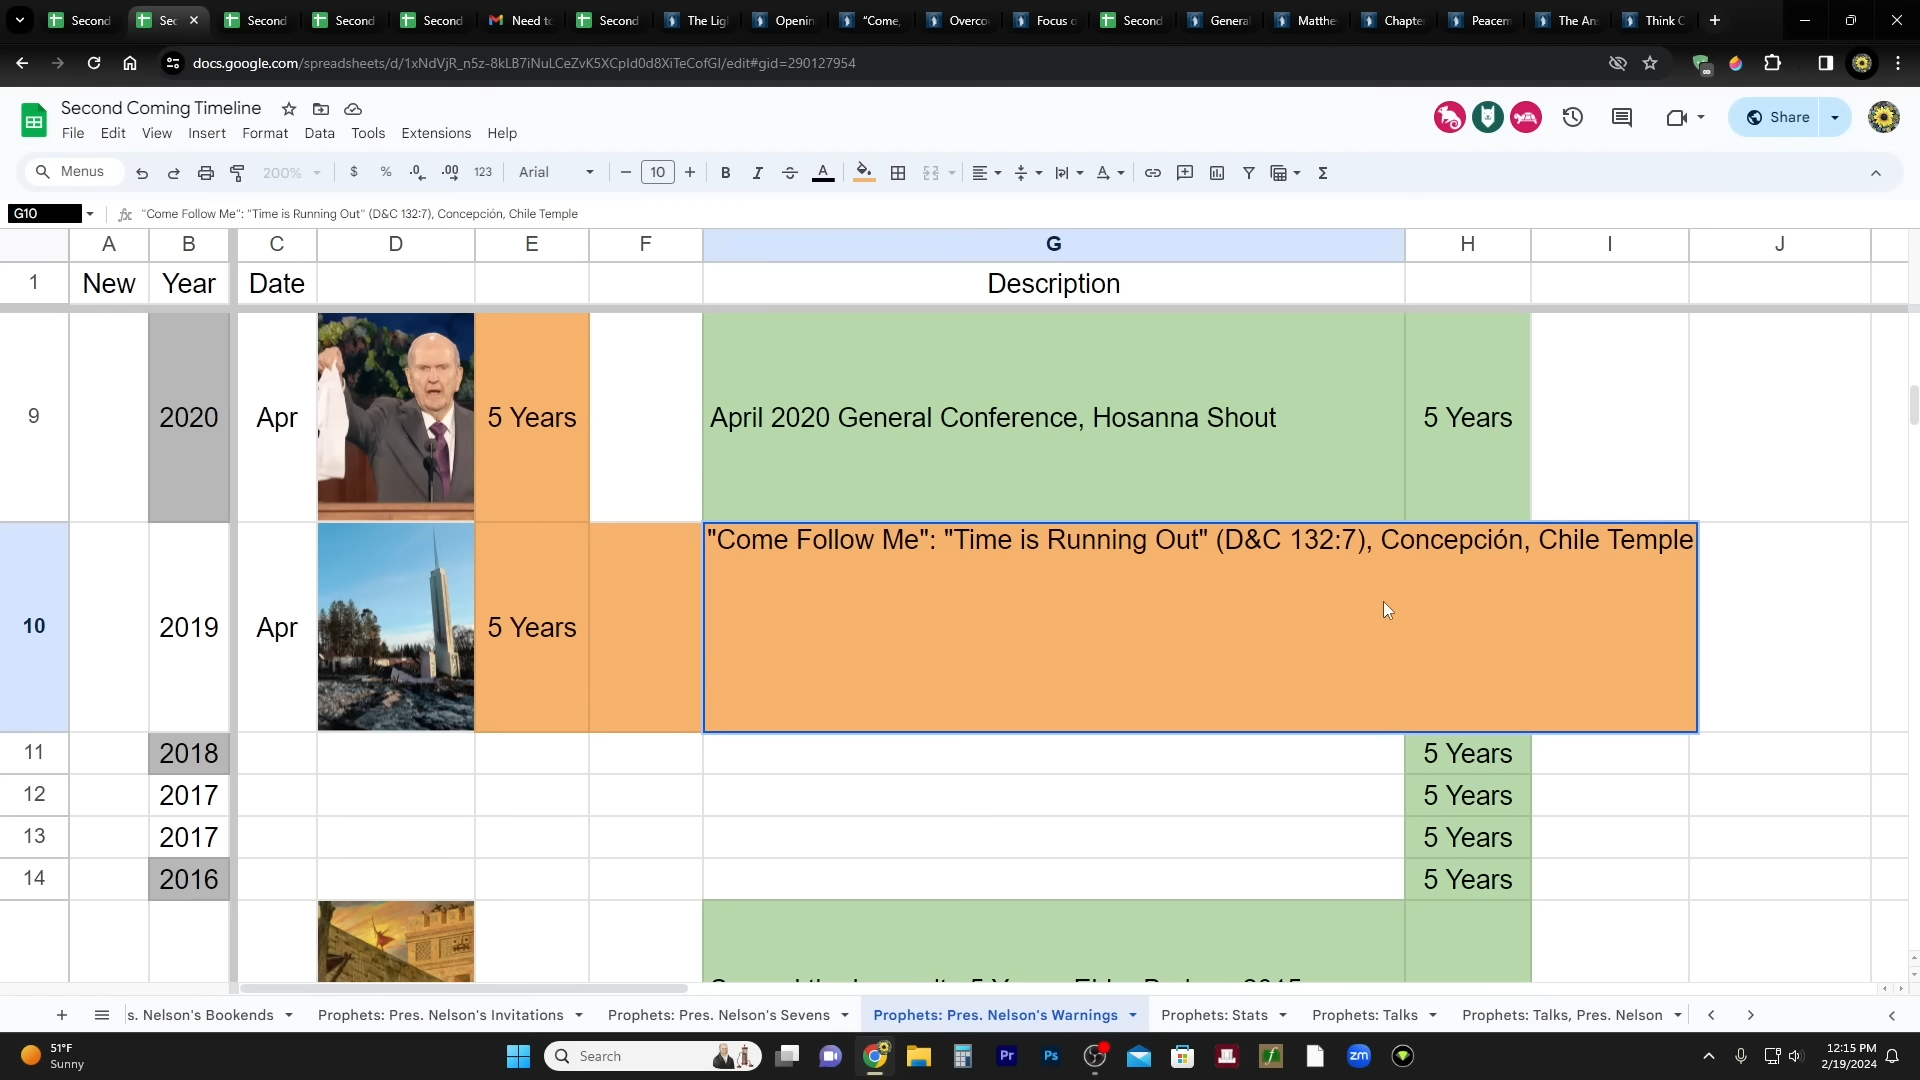 Second
Sec
Second
Second
Second
Need to
Second
The Lig
Opening
"Come,
Overco
Focus o
Second
General
Matthe
Chapte
Peacem
The An
Think C
docs.google.com/spreadsheets/d/1xNdVjR_n5z-8kLB7iNuLCeZvK5XCpId0d8XiTeCofGI/edit#gid=290127954
Second Coming Timeline
File Edit View Insert Format Data Tools Extensions Help
Share
Menus 200% $ % .0 .00 123 Arial 10 B I A
G10 fx "Come Follow Me": "Time is Running Out" (D&C 132:7), Concepción, Chile Temple
A B C D E F G H I J
1 New Year Date Description
9 2020 Apr 5 Years April 2020 General Conference, Hosanna Shout 5 Years
10 2019 Apr 5 Years "Come Follow Me": "Time is Running Out" (D&C 132:7), Concepción, Chile Temple
11 2018 5 Years
12 2017 5 Years
13 2017 5 Years
14 2016 5 Years
s. Nelson's Bookends Prophets: Pres. Nelson's Invitations Prophets: Pres. Nelson's Sevens Prophets: Pres. Nelson's Warnings Prophets: Stats Prophets: Talks Prophets: Talks, Pres. Nelson
51°F
Sunny
Search
Pr
Ps
zm
12:15 PM
2/19/2024